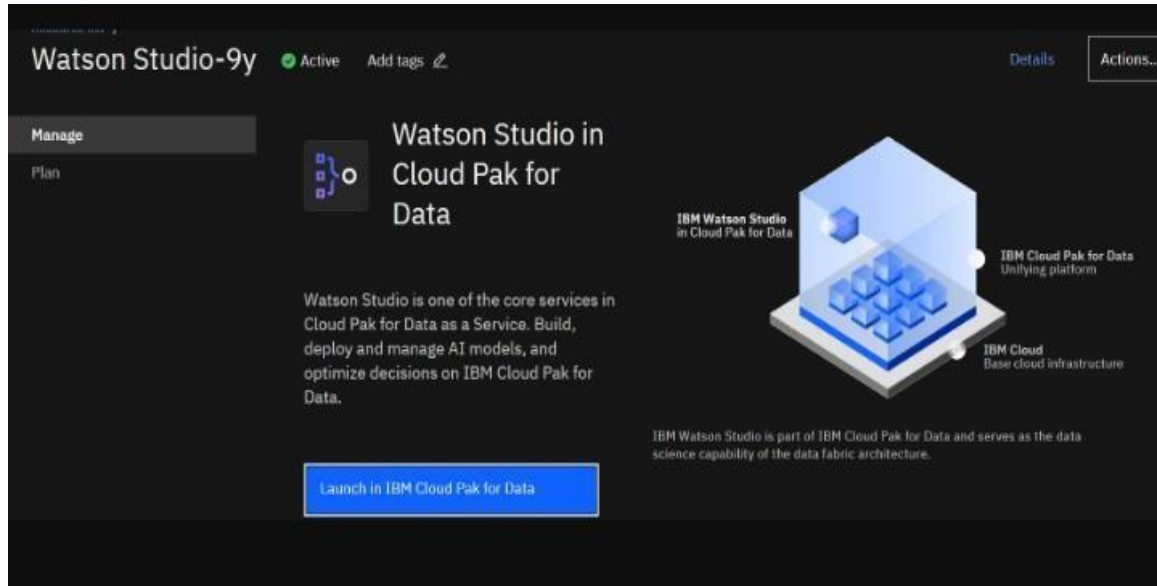 Watson Studio-9y
Active
Add tags
Details
Actions...
Manage
Plan
Watson Studio in
Cloud Pak for
Data
Watson Studio is one of the core services in
Cloud Pak for Data as a Service. Build,
deploy and manage AI models, and
optimize decisions on IBM Cloud Pak for
Data.
Launch in IBM Cloud Pak for Data
IBM Watson Studio
in Cloud Pak for Data
IBM Cloud Pak for Data
Unifying platform
IBM Cloud
Base cloud infrastructure
IBM Watson Studio is part of IBM Cloud Pak for Data and serves as the data
science capability of the data fabric architecture.